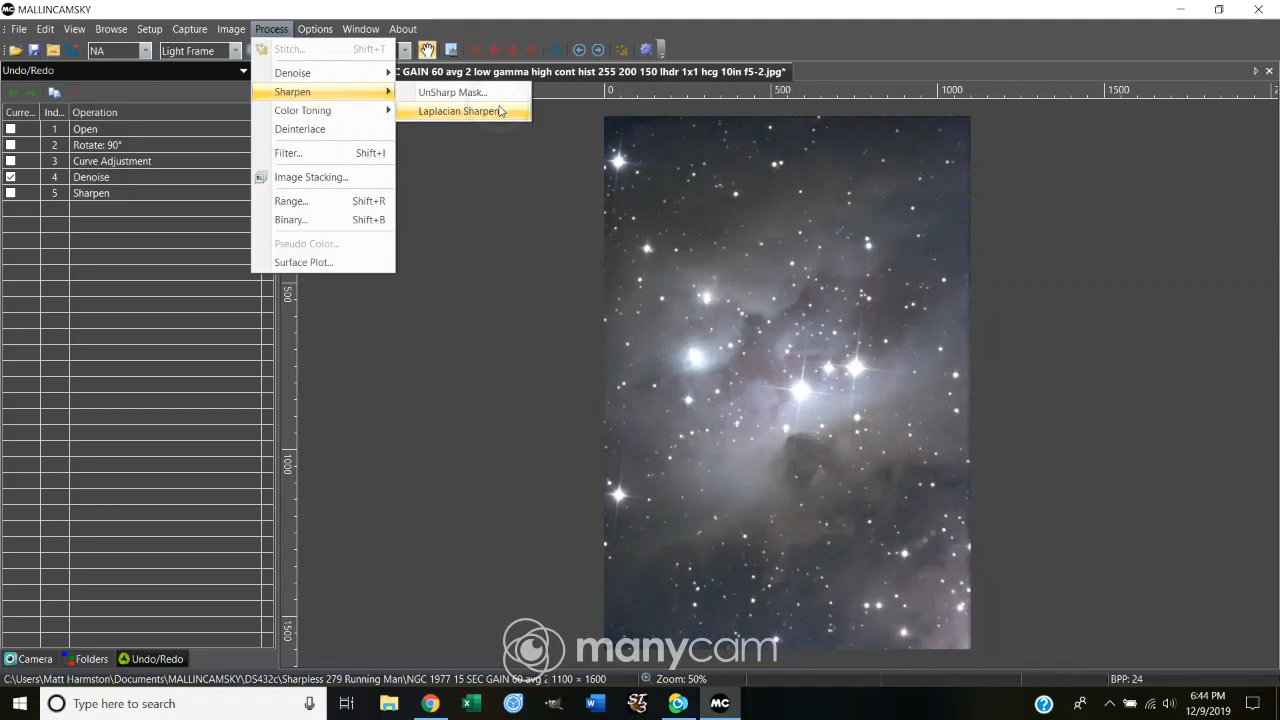 MALLINCAMSKY
File Edit View Browse Setup Capture Image Process Options Window About
NA Light Frame
Undo/Redo
C GAIN 60 avg 2 low gamma high cont hist 255 200 150 lhdr 1x1 hcg 10in f5-2.jpg*
Curre... Ind... Operation
1 Open
2 Rotate: 90°
3 Curve Adjustment
4 Denoise
5 Sharpen
Stitch... Shift+T
Denoise
Sharpen
Color Toning
Deinterlace
Filter... Shift+I
Image Stacking...
Range... Shift+R
Binary... Shift+B
Pseudo Color...
Surface Plot...
UnSharp Mask...
Laplacian Sharpen
0 500 1000 1500
500
1000
1500
manycam
Camera Folders Undo/Redo
C:\Users\Matt Harmston\Documents\MALLINCAMSKY\DS432c\Sharpless 279 Running Man\NGC 1977 15 SEC GAIN 60 avg 2 1100 × 1600 Zoom: 50% BPP: 24
Type here to search
6:44 PM
12/9/2019